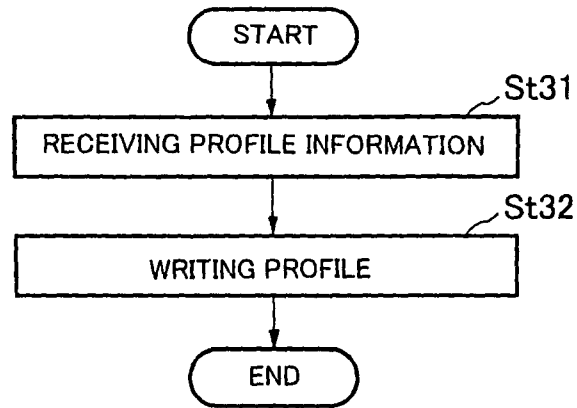 START
St31
RECEIVING PROFILE INFORMATION
St32
WRITING PROFILE
END